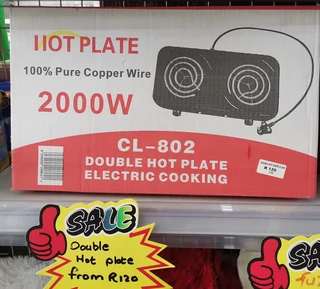 HOT PLATE
100% Pure Copper Wire
2000W
CL-802
DOUBLE HOT PLATE
ELECTRIC COOKING
R 120
SALE
Double
Hot plate
from R120
SALE